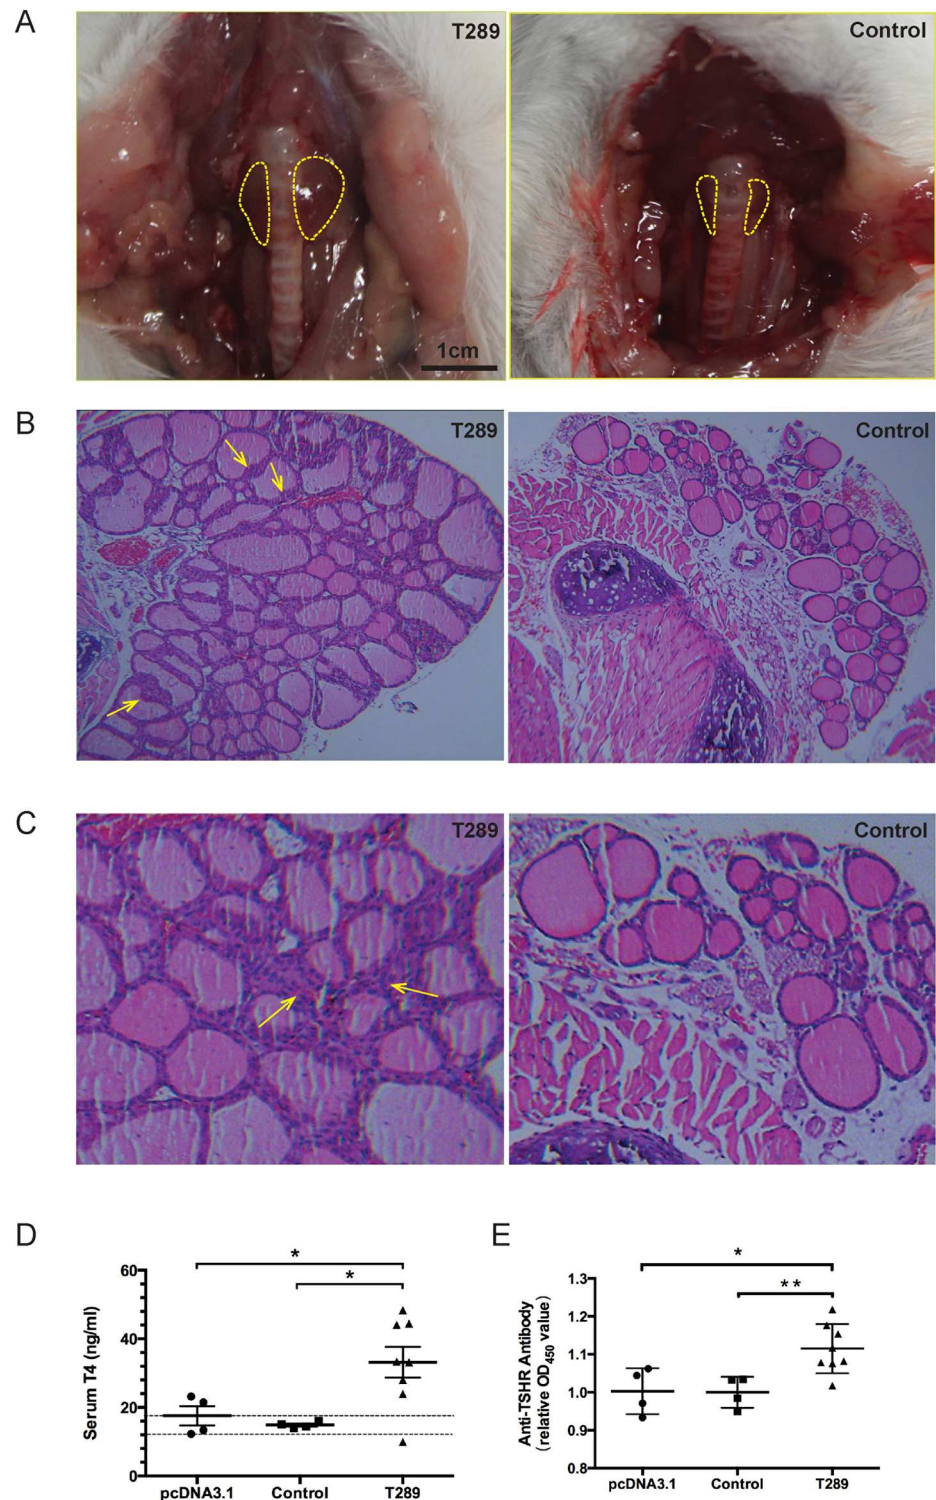 A
T289
Control
1cm
B
T289
Control
C
T289
Control
D
*
*
60
40
20
0
Serum T4 (ng/ml)
pcDNA3.1
Control
T289
E
*
**
1.3
1.2
1.1
1.0
0.9
0.8
Anti-TSHR Antibody
(relative OD450 value)
pcDNA3.1
Control
T289